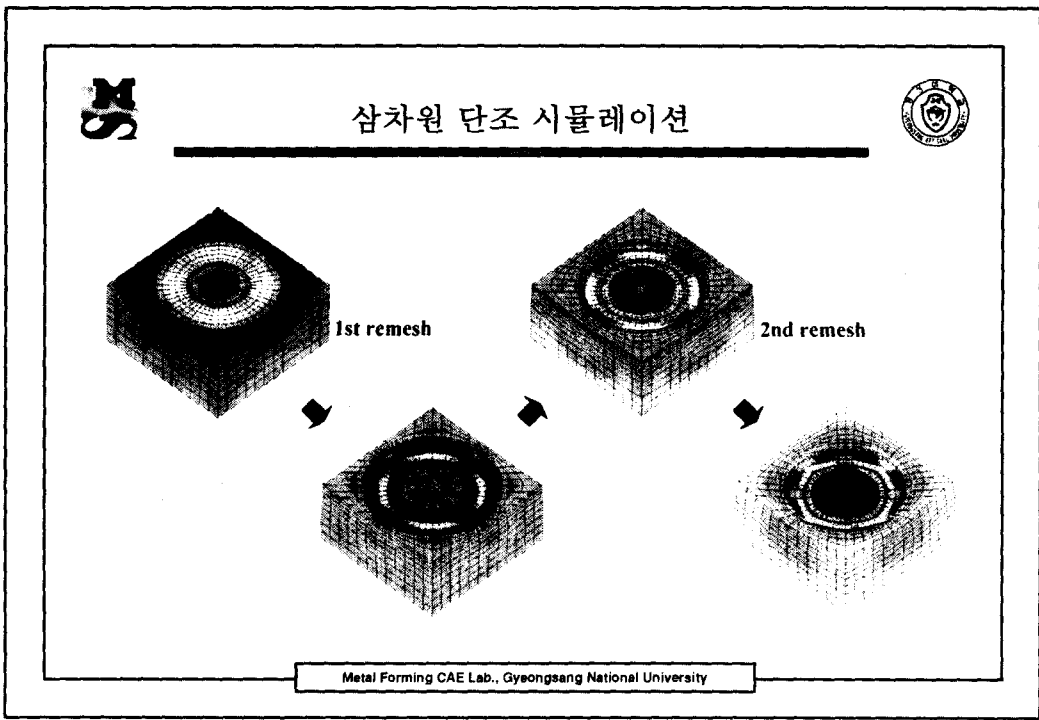 삼차원 단조 시뮬레이션
1st remesh
2nd remesh
Metal Forming CAE Lab., Gyeongsang National University